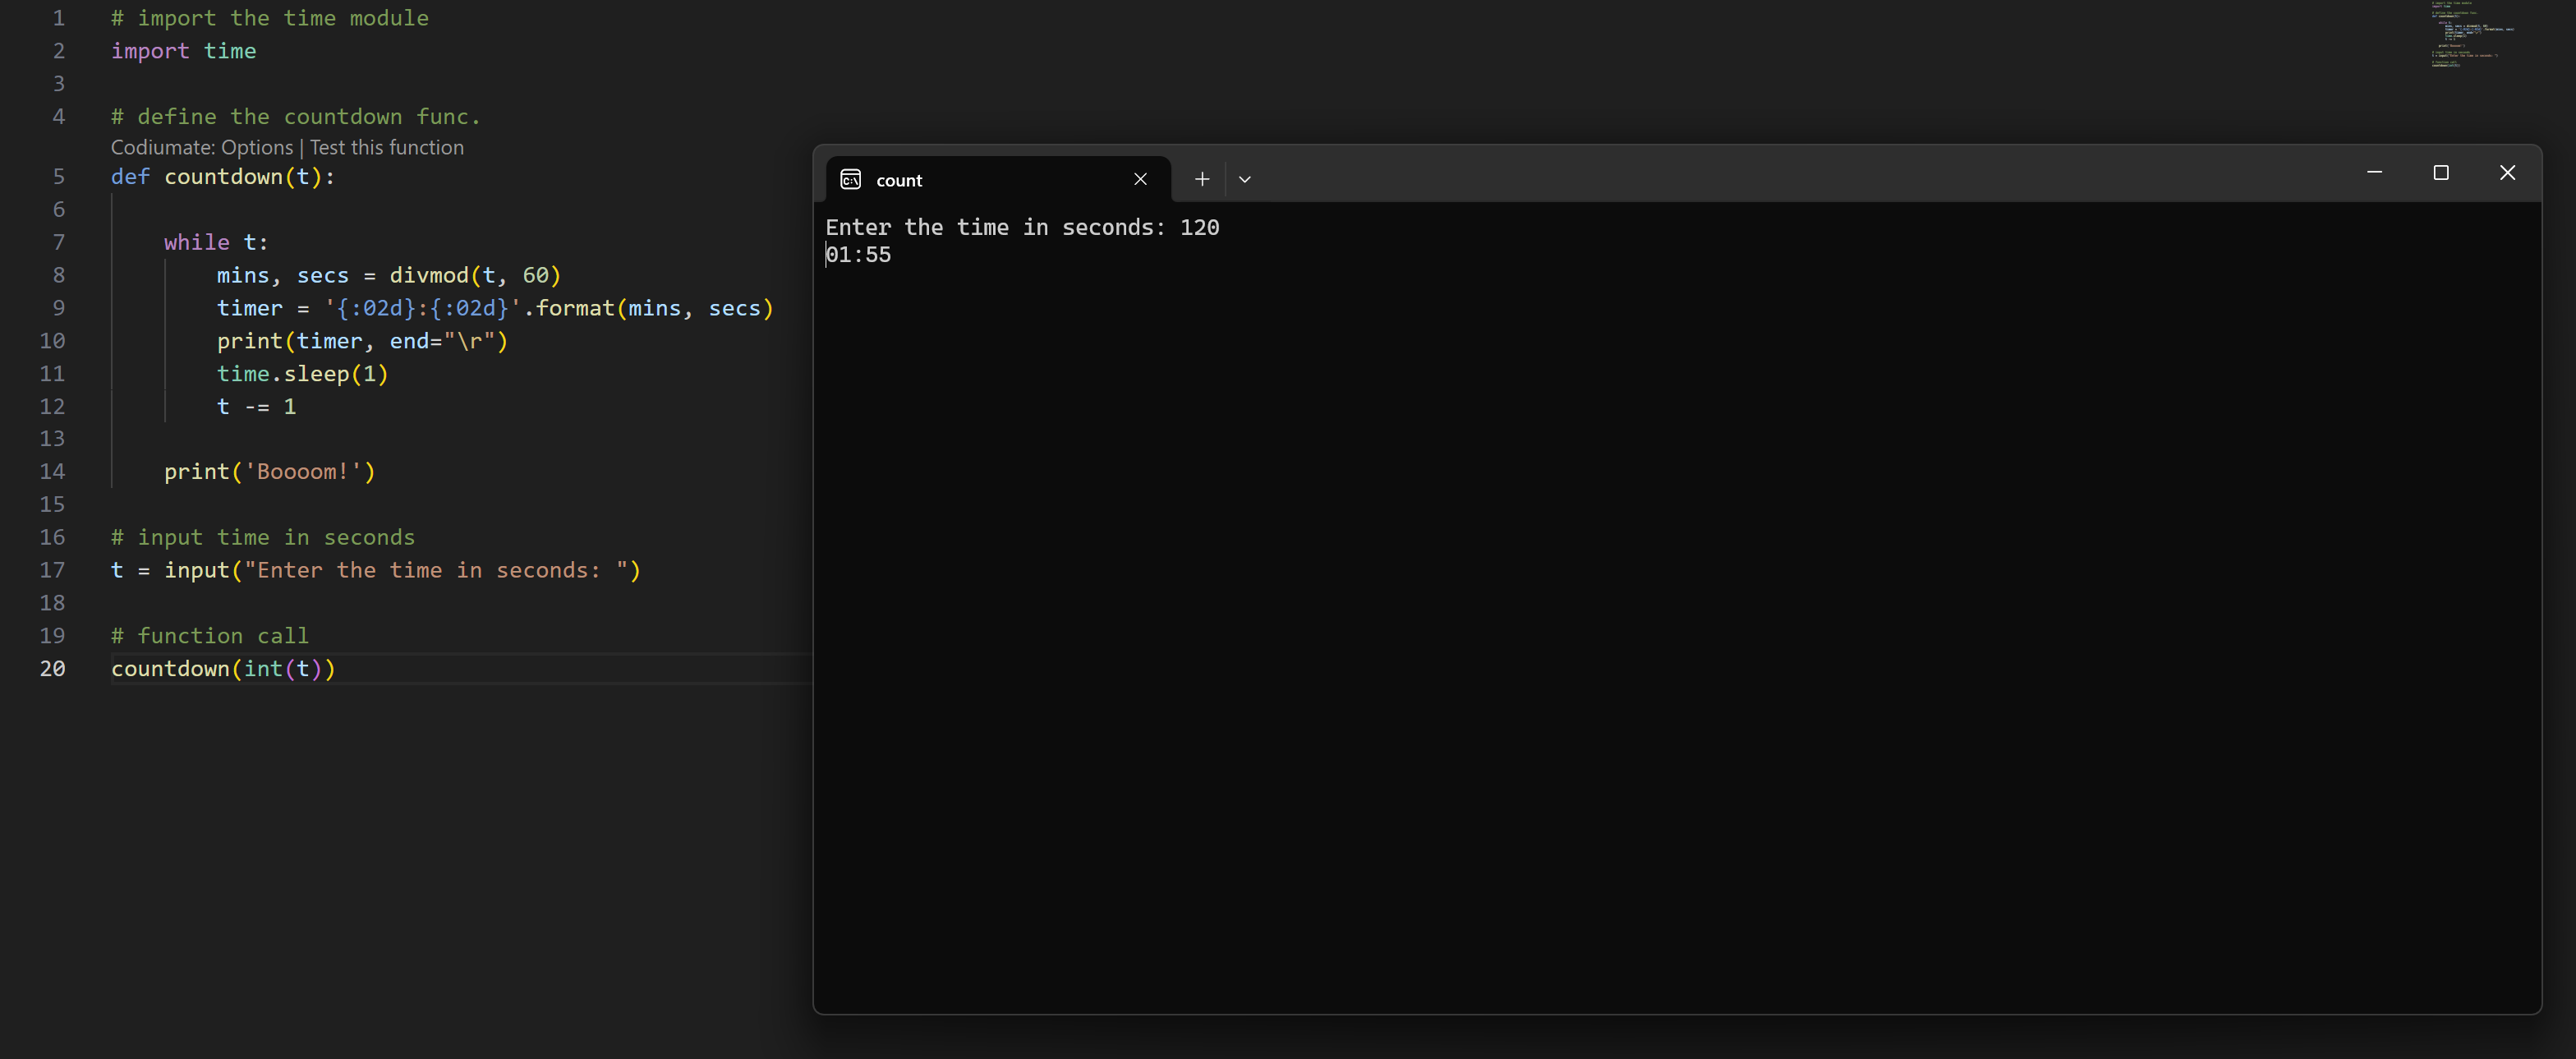 1 # import the time module
2 import time
3
4 # define the countdown func.
Codiumate: Options | Test this function
5 def countdown(t):
6
7     while t:
8         mins, secs = divmod(t, 60)
9         timer = '{:02d}:{:02d}'.format(mins, secs)
10         print(timer, end="\r")
11         time.sleep(1)
12         t -= 1
13
14     print('Boooom!')
15
16 # input time in seconds
17 t = input("Enter the time in seconds: ")
18
19 # function call
20 countdown(int(t))
C:\ count
Enter the time in seconds: 120
01:55